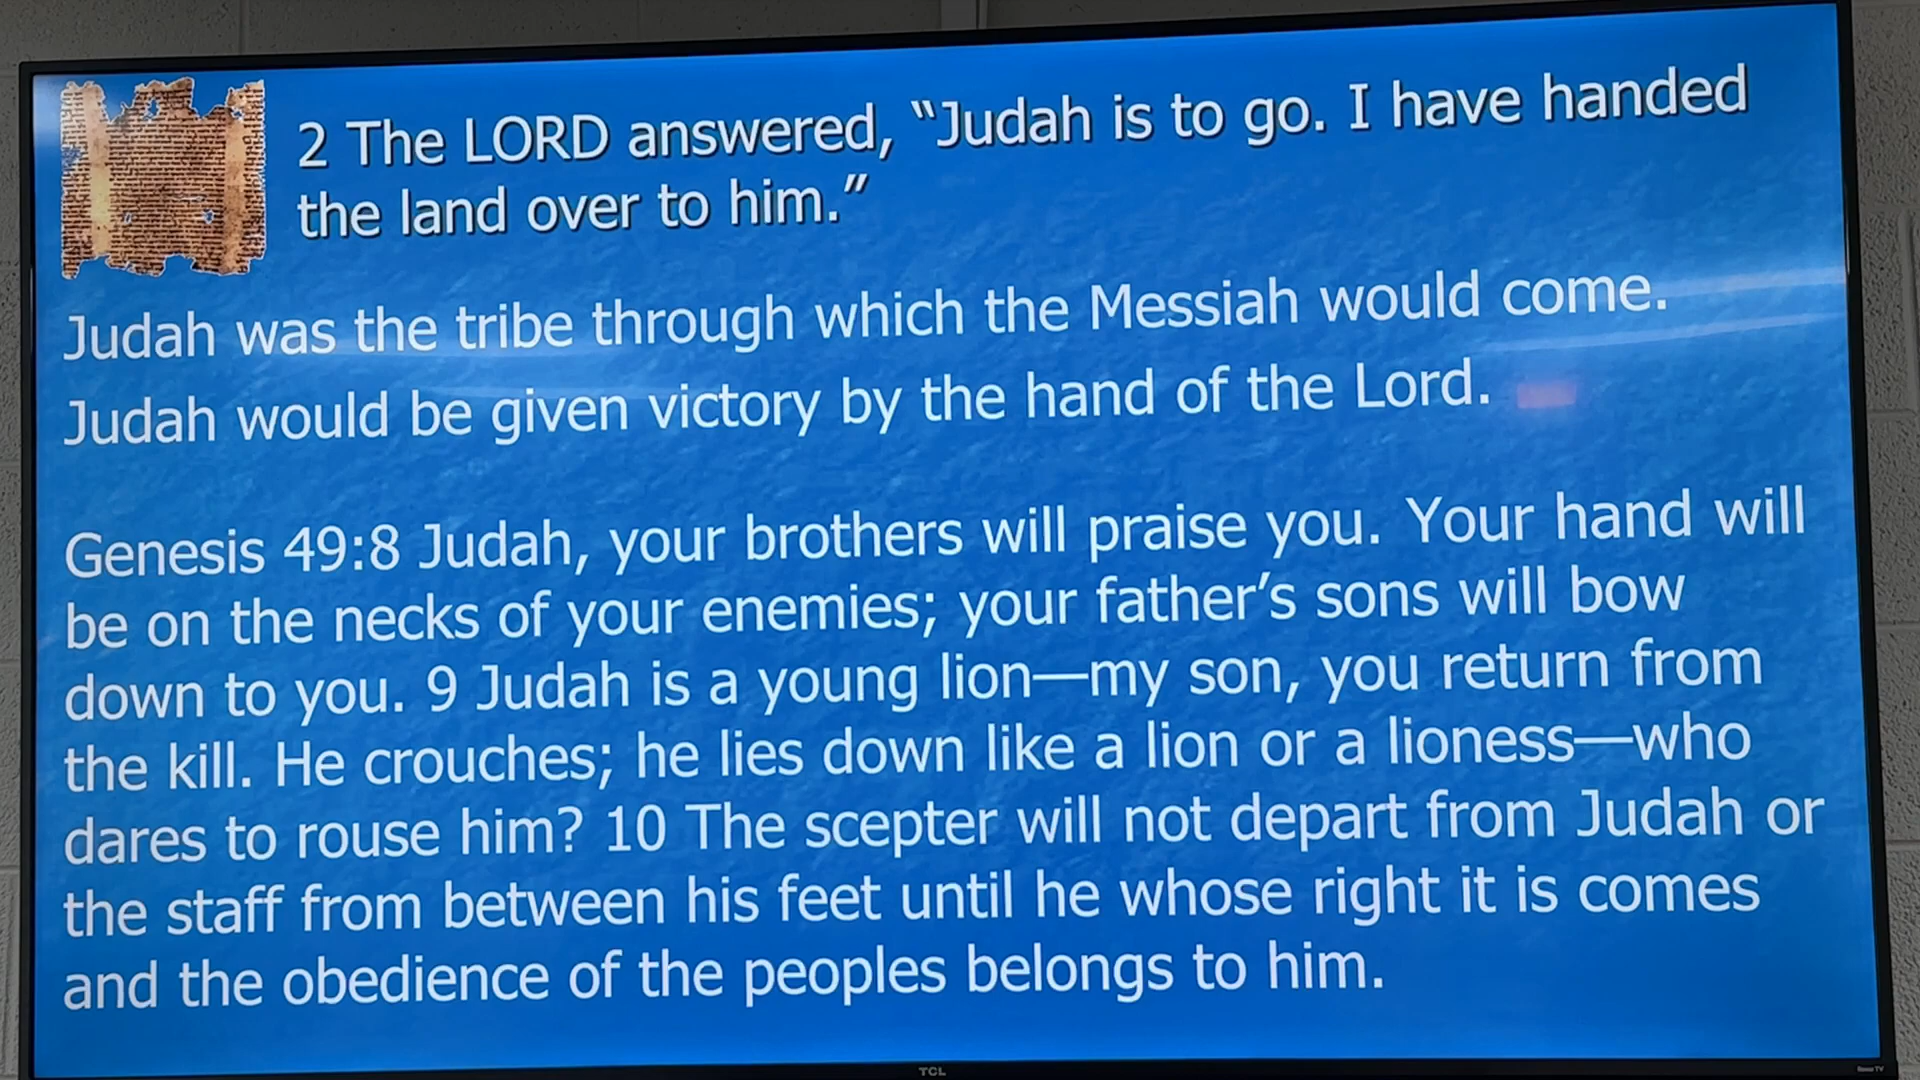 2 The LORD answered, “Judah is to go. I have handed
the land over to him.”
Judah was the tribe through which the Messiah would come.
Judah would be given victory by the hand of the Lord.
Genesis 49:8 Judah, your brothers will praise you. Your hand will
be on the necks of your enemies; your father’s sons will bow
down to you. 9 Judah is a young lion—my son, you return from
the kill. He crouches; he lies down like a lion or a lioness—who
dares to rouse him? 10 The scepter will not depart from Judah or
the staff from between his feet until he whose right it is comes
and the obedience of the peoples belongs to him.
TCL
Roku TV